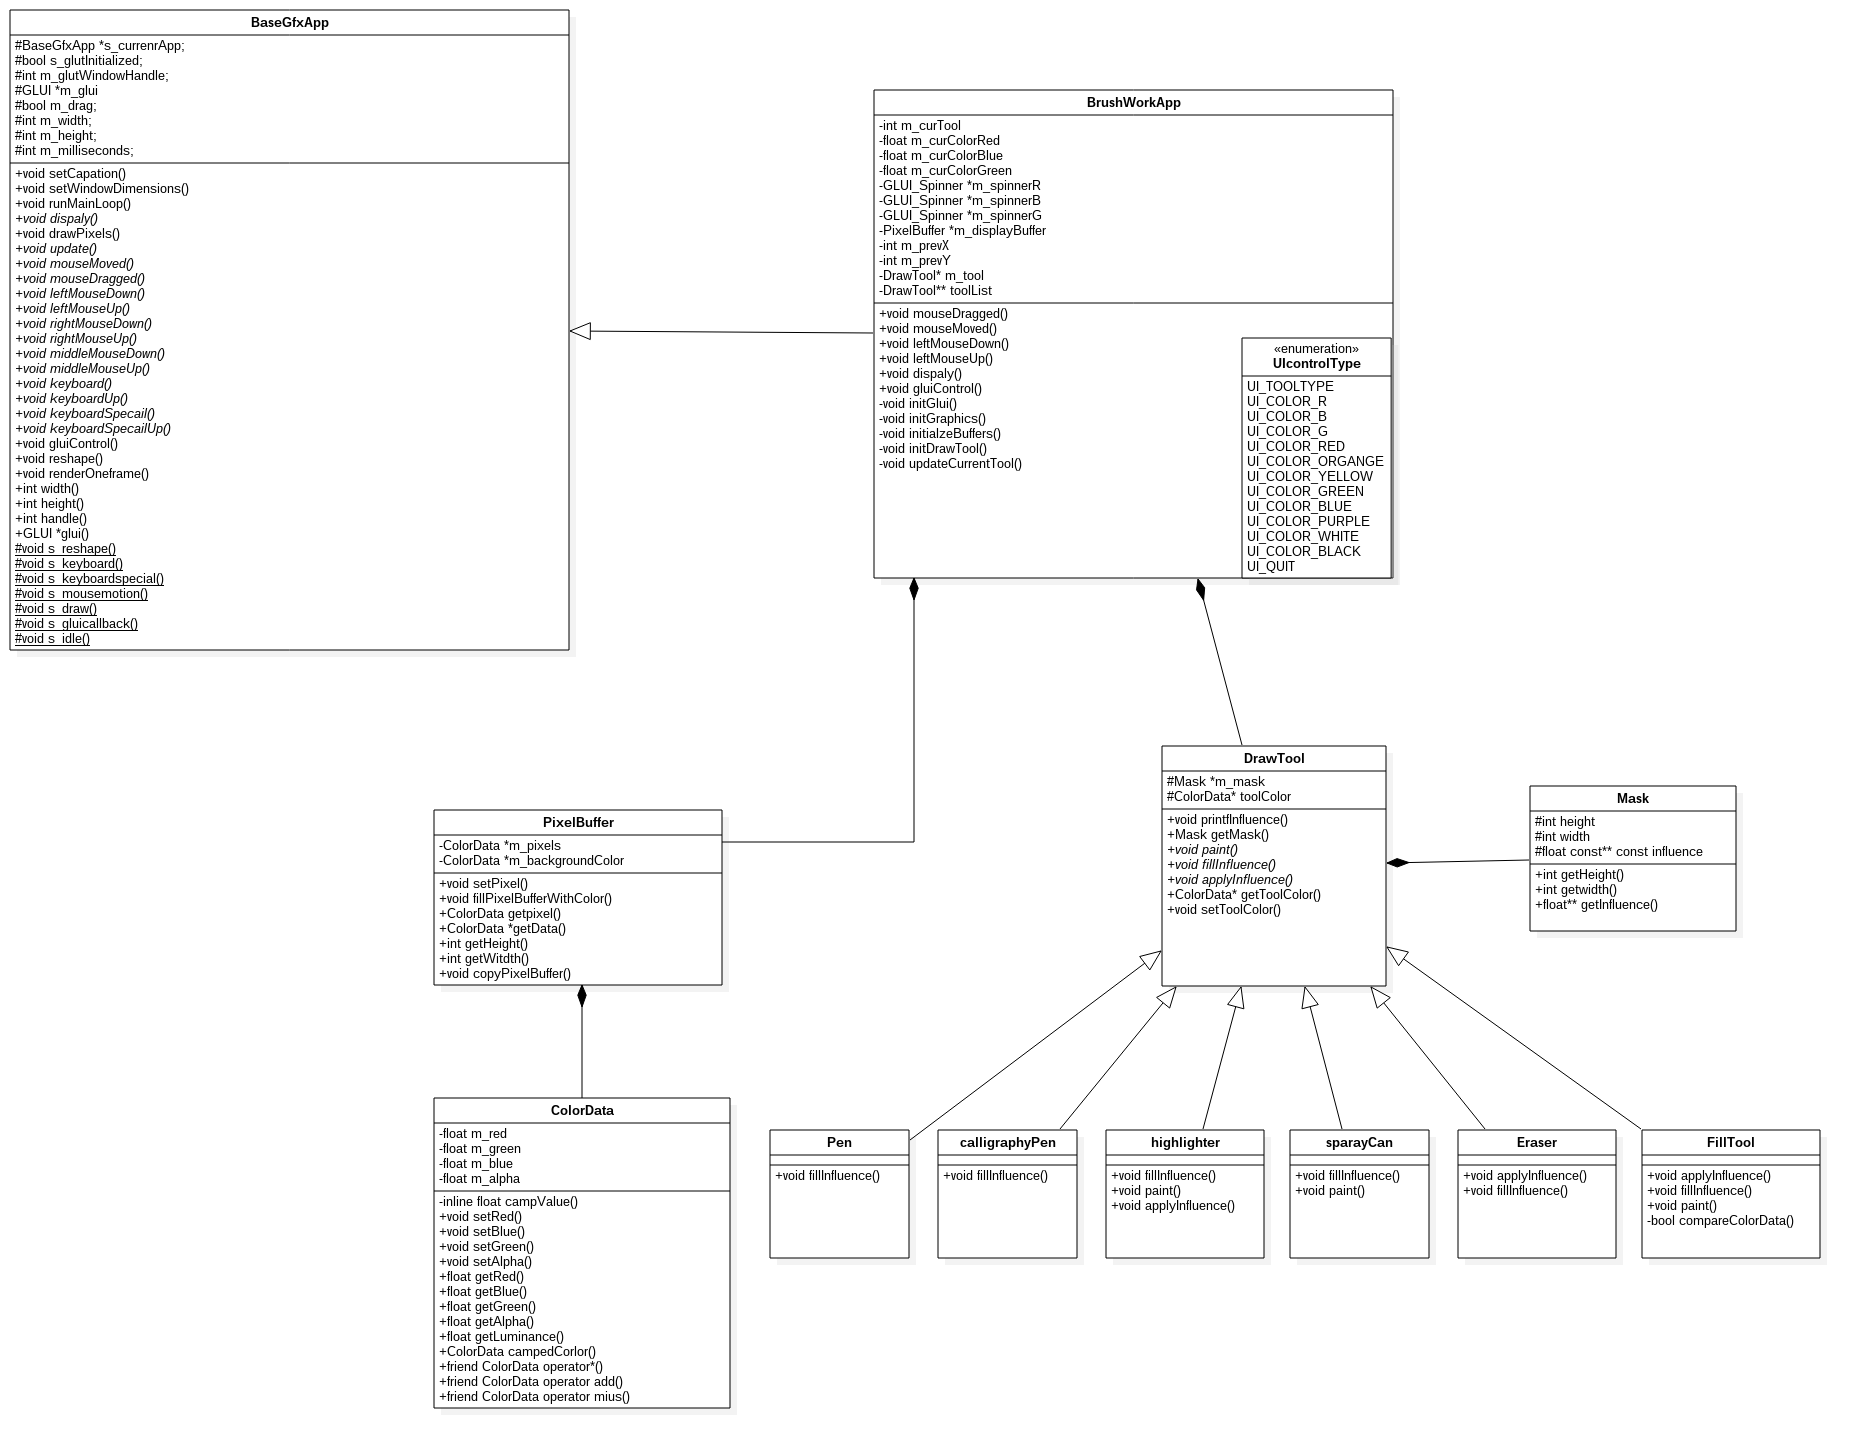 BaseGfxApp
#BaseGfxApp *s_currenrApp;
#bool s_glutInitialized;
#int m_glutWindowHandle;
#GLUI *m_glui
#bool m_drag;
#int m_width;
#int m_height;
#int m_milliseconds;
+void setCapation()
+void setWindowDimensions()
+void runMainLoop()
+void dispaly()
+void drawPixels()
+void update()
+void mouseMoved()
+void mouseDragged()
+void leftMouseDown()
+void leftMouseUp()
+void rightMouseDown()
+void rightMouseUp()
+void middleMouseDown()
+void middleMouseUp()
+void keyboard()
+void keyboardUp()
+void keyboardSpecail()
+void keyboardSpecailUp()
+void gluiControl()
+void reshape()
+void renderOneframe()
+int width()
+int height()
+int handle()
+GLUI *glui()
#void s_reshape()
#void s_keyboard()
#void s_keyboardspecial()
#void s_mousemotion()
#void s_draw()
#void s_gluicallback()
#void s_idle()
BrushWorkApp
-int m_curTool
-float m_curColorRed
-float m_curColorBlue
-float m_curColorGreen
-GLUI_Spinner *m_spinnerR
-GLUI_Spinner *m_spinnerB
-GLUI_Spinner *m_spinnerG
-PixelBuffer *m_displayBuffer
-int m_prevX
-int m_prevY
-DrawTool* m_tool
-DrawTool** toolList
+void mouseDragged()
+void mouseMoved()
+void leftMouseDown()
+void leftMouseUp()
+void dispaly()
+void gluiControl()
-void initGlui()
-void initGraphics()
-void initialzeBuffers()
-void initDrawTool()
-void updateCurrentTool()
«enumeration»
UIcontrolType
UI_TOOLTYPE
UI_COLOR_R
UI_COLOR_B
UI_COLOR_G
UI_COLOR_RED
UI_COLOR_ORGANGE
UI_COLOR_YELLOW
UI_COLOR_GREEN
UI_COLOR_BLUE
UI_COLOR_PURPLE
UI_COLOR_WHITE
UI_COLOR_BLACK
UI_QUIT
DrawTool
#Mask *m_mask
#ColorData* toolColor
+void printflnfluence()
+Mask getMask()
+void paint()
+void fillInfluence()
+void applyInfluence()
+ColorData* getToolColor()
+void setToolColor()
Mask
#int height
#int width
#float const** const influence
+int getHeight()
+int getwidth()
+float** getInfluence()
PixelBuffer
-ColorData *m_pixels
-ColorData *m_backgroundColor
+void setPixel()
+void fillPixelBufferWithColor()
+ColorData getpixel()
+ColorData *getData()
+int getHeight()
+int getWitdth()
+void copyPixelBuffer()
ColorData
-float m_red
-float m_green
-float m_blue
-float m_alpha
-inline float campValue()
+void setRed()
+void setBlue()
+void setGreen()
+void setAlpha()
+float getRed()
+float getBlue()
+float getGreen()
+float getAlpha()
+float getLuminance()
+ColorData campedCorlor()
+friend ColorData operator*()
+friend ColorData operator add()
+friend ColorData operator mius()
Pen
+void fillInfluence()
calligraphyPen
+void fillInfluence()
highlighter
+void fillInfluence()
+void paint()
+void applyInfluence()
sparayCan
+void fillInfluence()
+void paint()
Eraser
+void applyInfluence()
+void fillInfluence()
FillTool
+void applyInfluence()
+void fillInfluence()
+void paint()
-bool compareColorData()